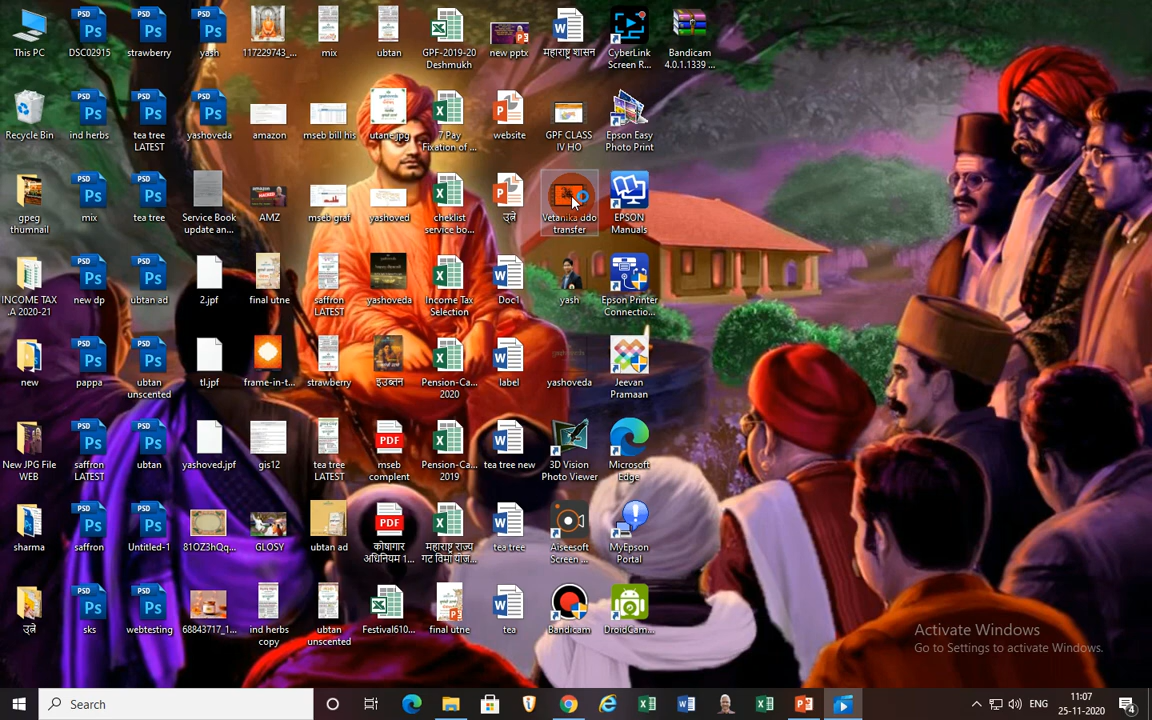 This PC
DSC02915
strawberry
yash
117229743_...
mix
ubtan
GPF-2019-20
Deshmukh
new pptx
महाराष्ट्र शासन
CyberLink
Screen R...
Bandicam
4.0.1.1339 ...
Recycle Bin
ind herbs
tea tree
LATEST
yashoveda
amazon
mseb bill his
utane.jpg
7 Pay
Fixation of ...
website
GPF CLASS
IV HO
Epson Easy
Photo Print
gpeg
thumnail
mix
tea tree
Service Book
update an...
AMZ
mseb graf
yashoved
cheklist
service bo...
Vetanika ddo
transfer
EPSON
Manuals
INCOME TAX
.A 2020-21
new dp
ubtan ad
2.jpf
final utne
saffron
LATEST
yashoveda
Income Tax
Selection
Doc1
yash
Epson Printer
Connectio...
new
pappa
ubtan
unscented
tl.jpf
frame-in-t...
strawberry
इउब्तन
Pension-Ca...
2020
label
yashoveda
Jeevan
Pramaan
New JPG File
WEB
saffron
LATEST
ubtan
yashoved.jpf
gis12
tea tree
LATEST
mseb
complent
Pension-Ca...
2019
tea tree new
3D Vision
Photo Viewer
Microsoft
Edge
sharma
saffron
Untitled-1
81OZ3hQq...
GLOSY
ubtan ad
कोषागार
अधिनियम 1...
महाराष्ट्र राज्य
गट विमा योज...
tea tree
Aiseesoft
Screen ...
MyEpson
Portal
sks
webtesting
68843717_1...
ind herbs
copy
ubtan
unscented
Festival610...
final utne
tea
Bandicam
DroidCam...
Activate Windows
Go to Settings to activate Windows.
Search
ENG
11:07
25-11-2020
4